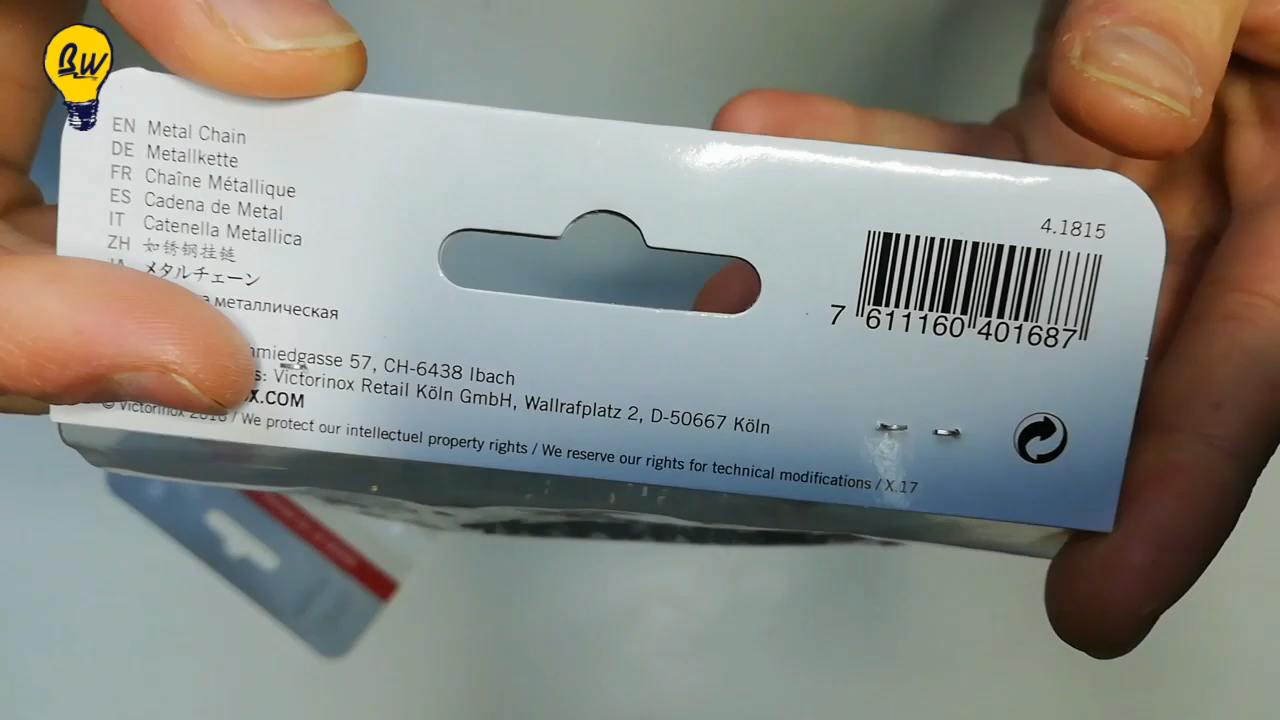 BW
EN Metal Chain
DE Metallkette
FR Chaîne Métallique
ES Cadena de Metal
IT Catenella Metallica
ZH 如锈钢挂链
メタルチェーン
металлическая
4.1815
7 611160 401687
57, CH-6438 Ibach
Victorinox Retail Köln GmbH, Wallrafplatz 2, D-50667 Köln
X.COM
© Victorinox 2016 / We protect our intellectuel property rights / We reserve our rights for technical modifications / X.17